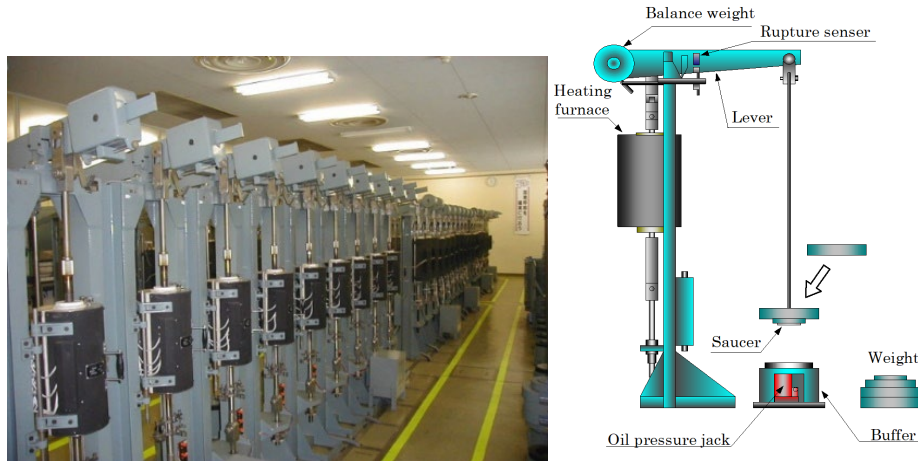 Balance weight
Rupture senser
Heating
furnace
Lever
Saucer
Weight
Oil pressure jack
Buffer